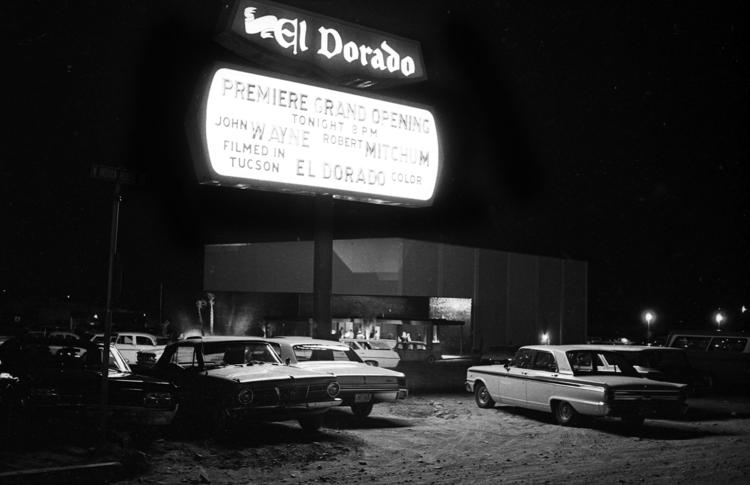 El Dorado
PREMIERE GRAND OPENING
TONIGHT 8 PM
JOHN WAYNE ROBERT MITCHUM
FILMED IN TUCSON EL DORADO COLOR